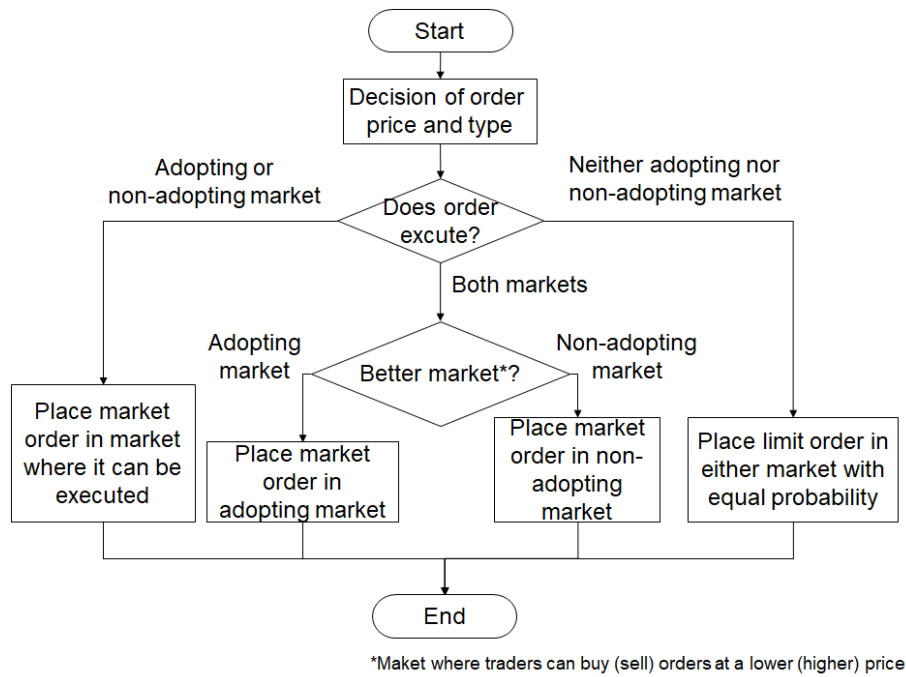 Start
Decision of order
price and type
Adopting or
non-adopting market
Neither adopting nor
non-adopting market
Does order
excute?
Both markets
Adopting
market
Better market*?
Non-adopting
market
Place market
order in market
where it can be
executed
Place market
order in
adopting market
Place market
order in non-
adopting
market
Place limit order in
either market with
equal probability
End
*Maket where traders can buy (sell) orders at a lower (higher) price